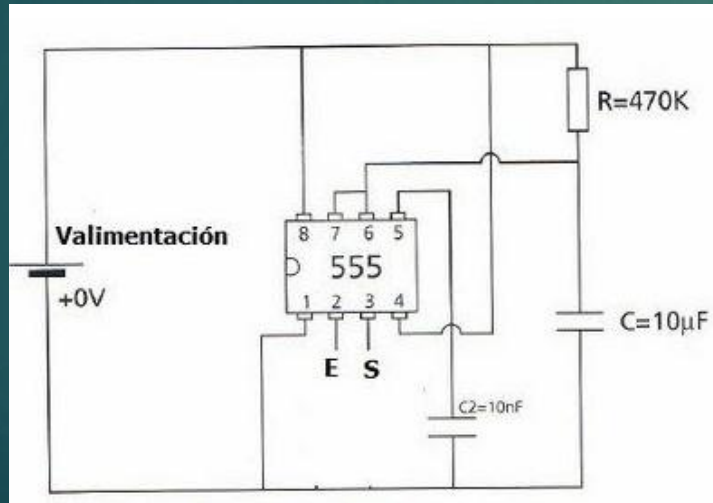 R=470K
Valimentación
+0V
8 7 6 5
555
1 2 3 4
E S
C=10µF
C2=10nF